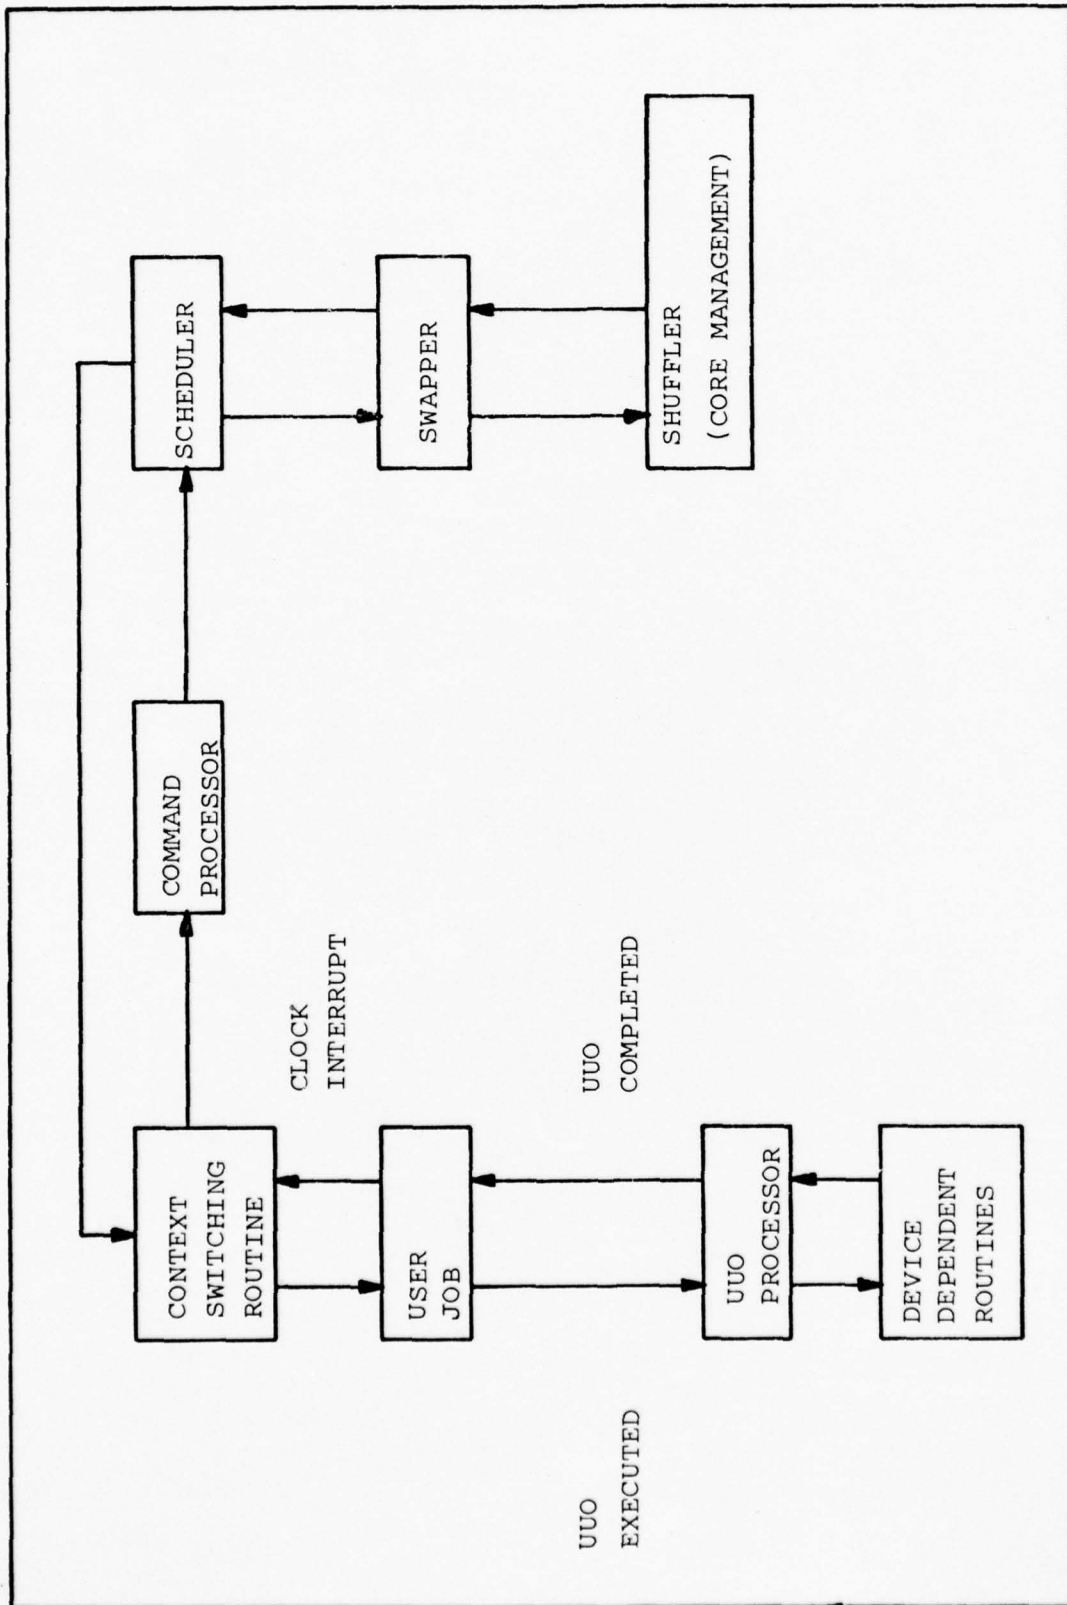 CONTEXT
SWITCHING
ROUTINE
COMMAND
PROCESSOR
SCHEDULER
CLOCK
INTERRUPT
USER
JOB
SWAPPER
UUO
EXECUTED
UUO
COMPLETED
UUO
PROCESSOR
SHUFFLER
(CORE MANAGEMENT)
DEVICE
DEPENDENT
ROUTINES